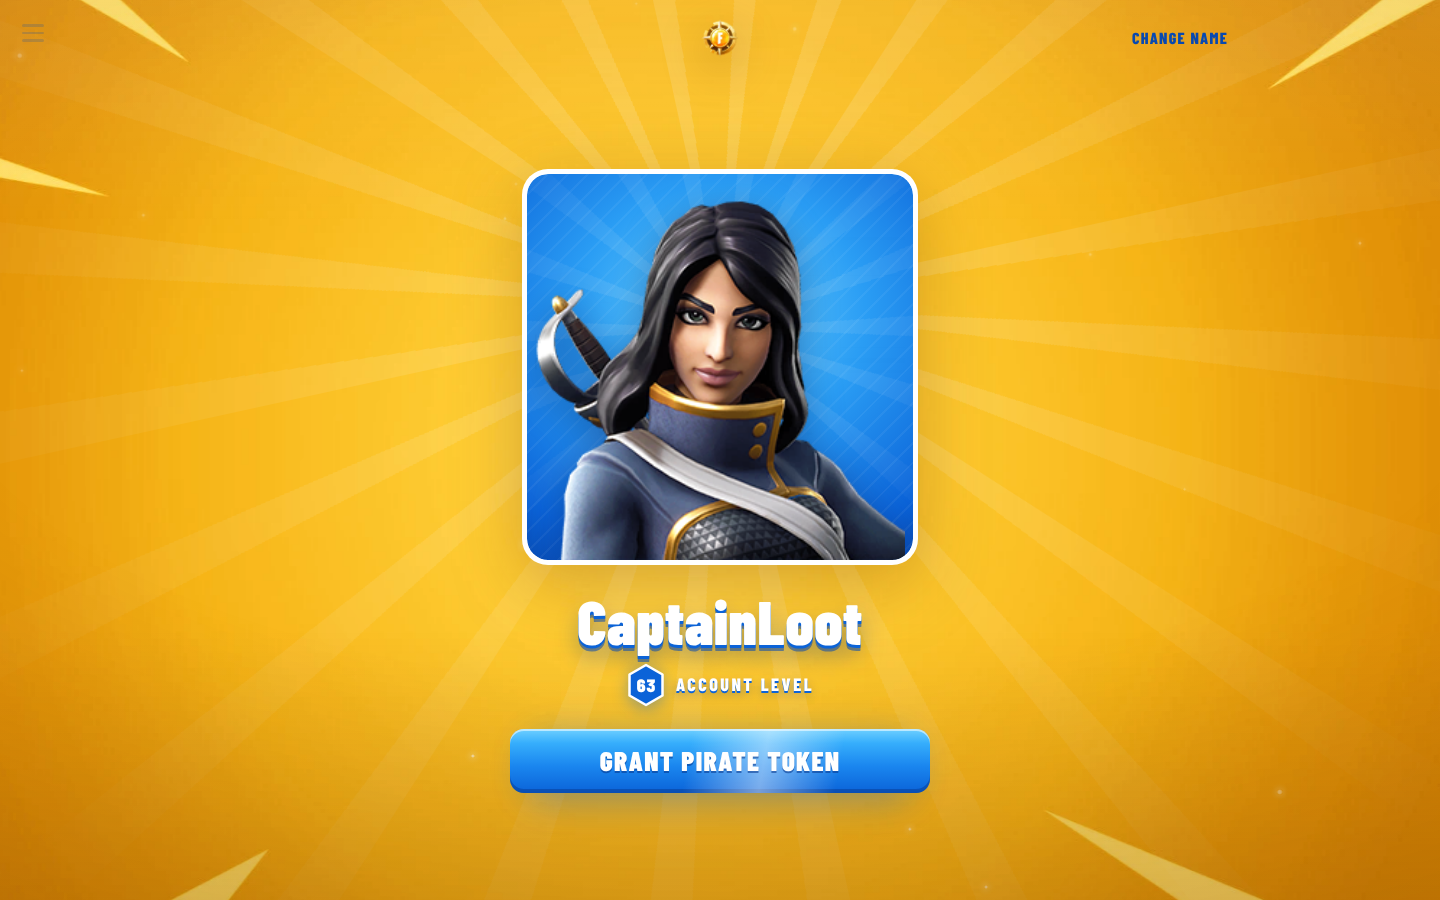 F
CHANGE NAME
CaptainLoot
63 ACCOUNT LEVEL
GRANT PIRATE TOKEN